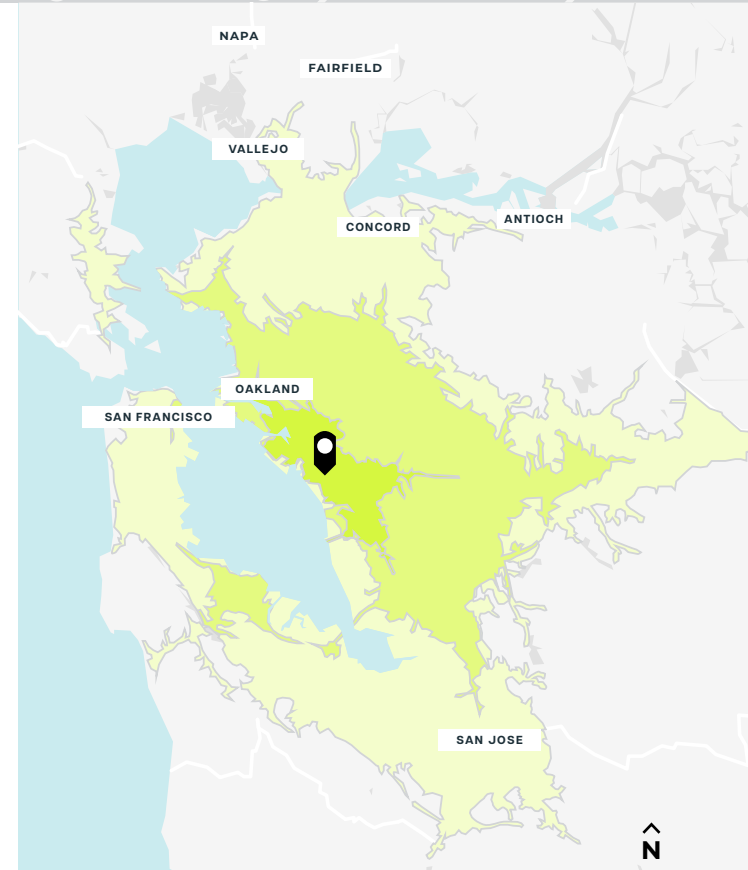 NAPA
FAIRFIELD
VALLEJO
ANTIOCH
CONCORD
OAKLAND
SAN FRANCISCO
SAN JOSE
N